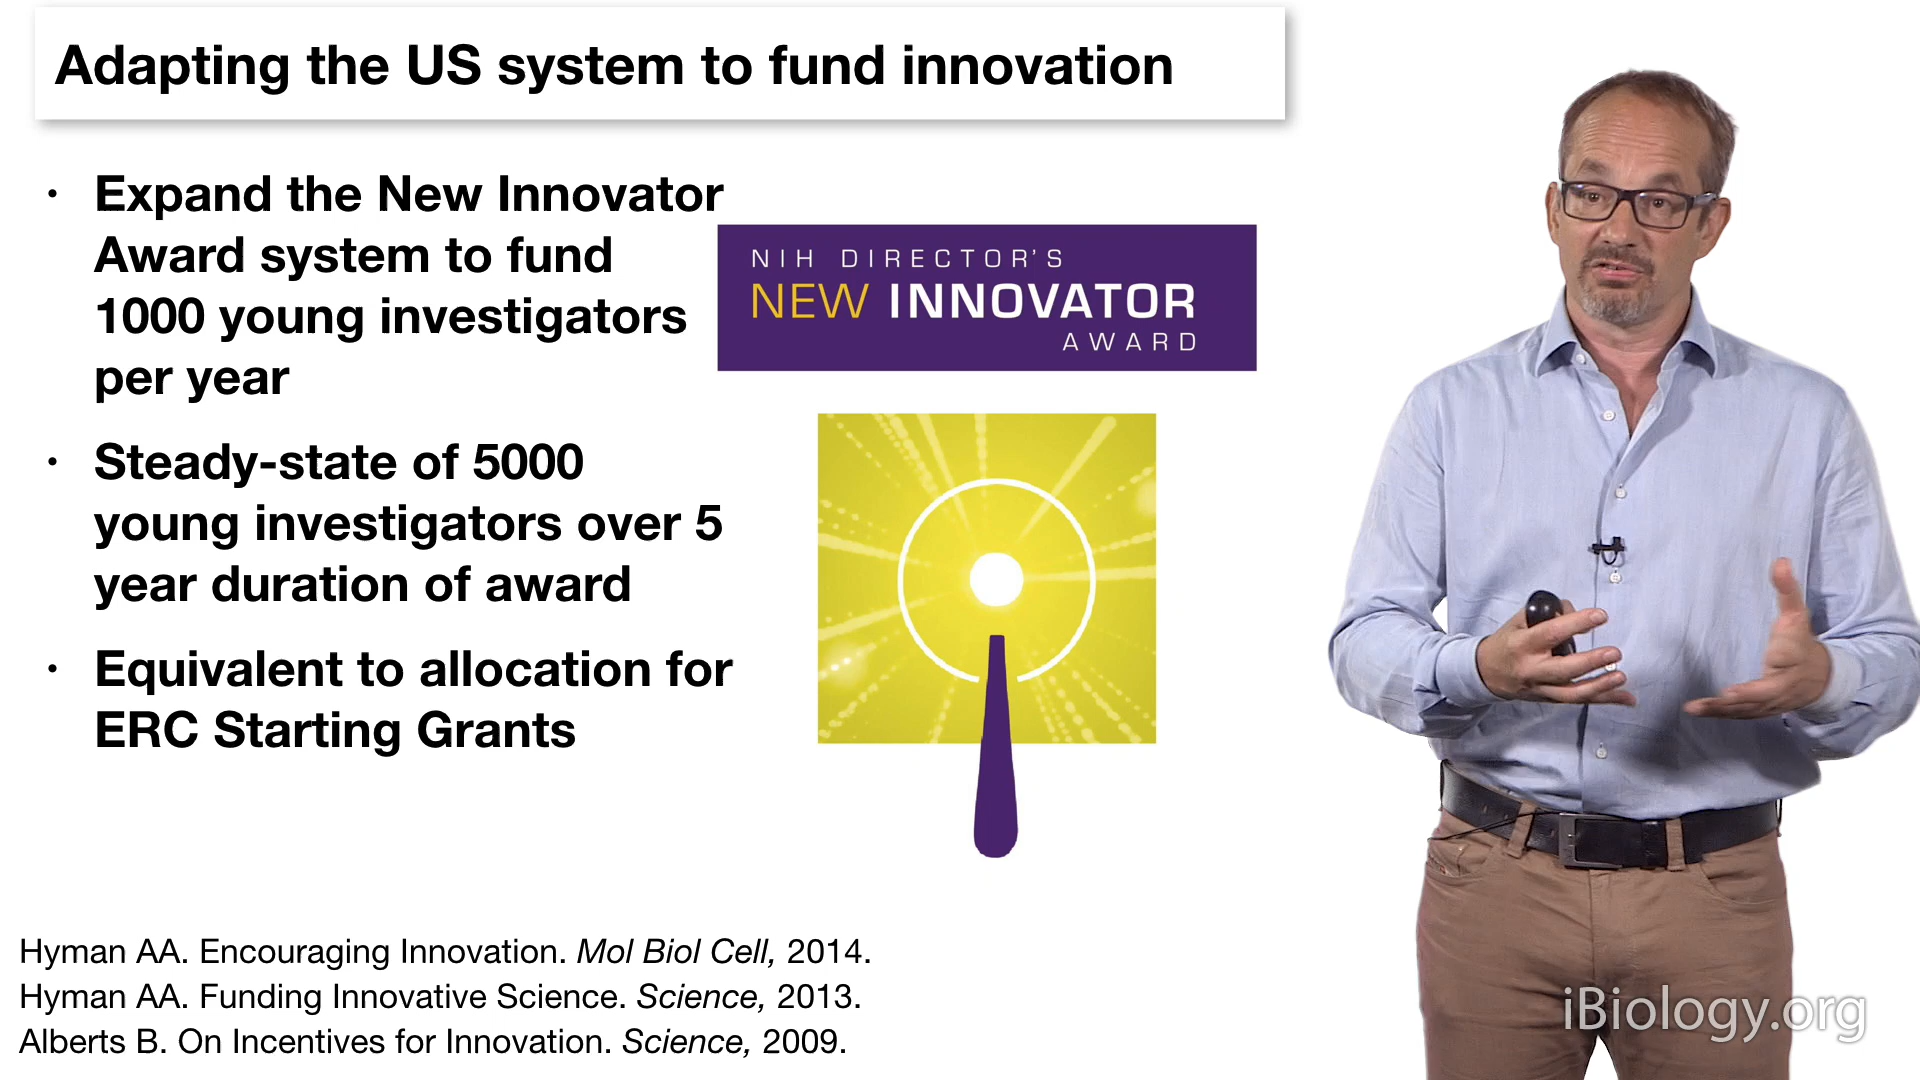 Adapting the US system to fund innovation
• Expand the New Innovator
Award system to fund
1000 young investigators
per year
• Steady-state of 5000
young investigators over 5
year duration of award
• Equivalent to allocation for
ERC Starting Grants
NIH DIRECTOR'S
NEW INNOVATOR
AWARD
Hyman AA. Encouraging Innovation. Mol Biol Cell, 2014.
Hyman AA. Funding Innovative Science. Science, 2013.
Alberts B. On Incentives for Innovation. Science, 2009.
iBiology.org